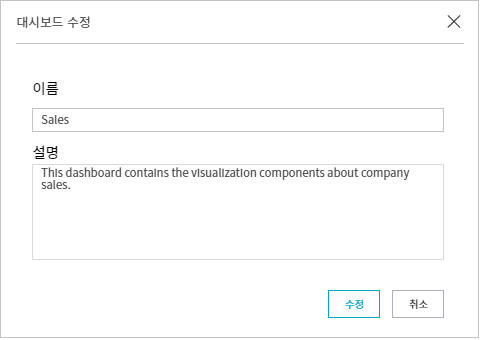 대시보드 수정
이름
Sales
설명
This dashboard contains the visualization components about company
sales.
수정
취소